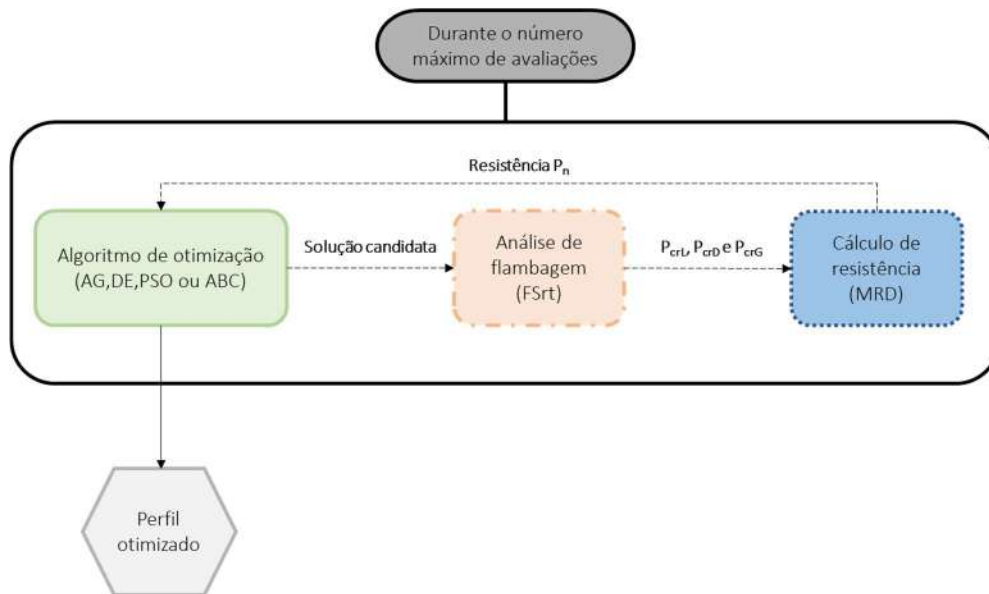 Durante o número
máximo de avaliações
Resistência Pn
Algoritmo de otimização
(AG,DE,PSO ou ABC)
Solução candidata
Análise de
flambagem
(FSrt)
PcrL, PcrD e PcrG
Cálculo de
resistência
(MRD)
Perfil
otimizado